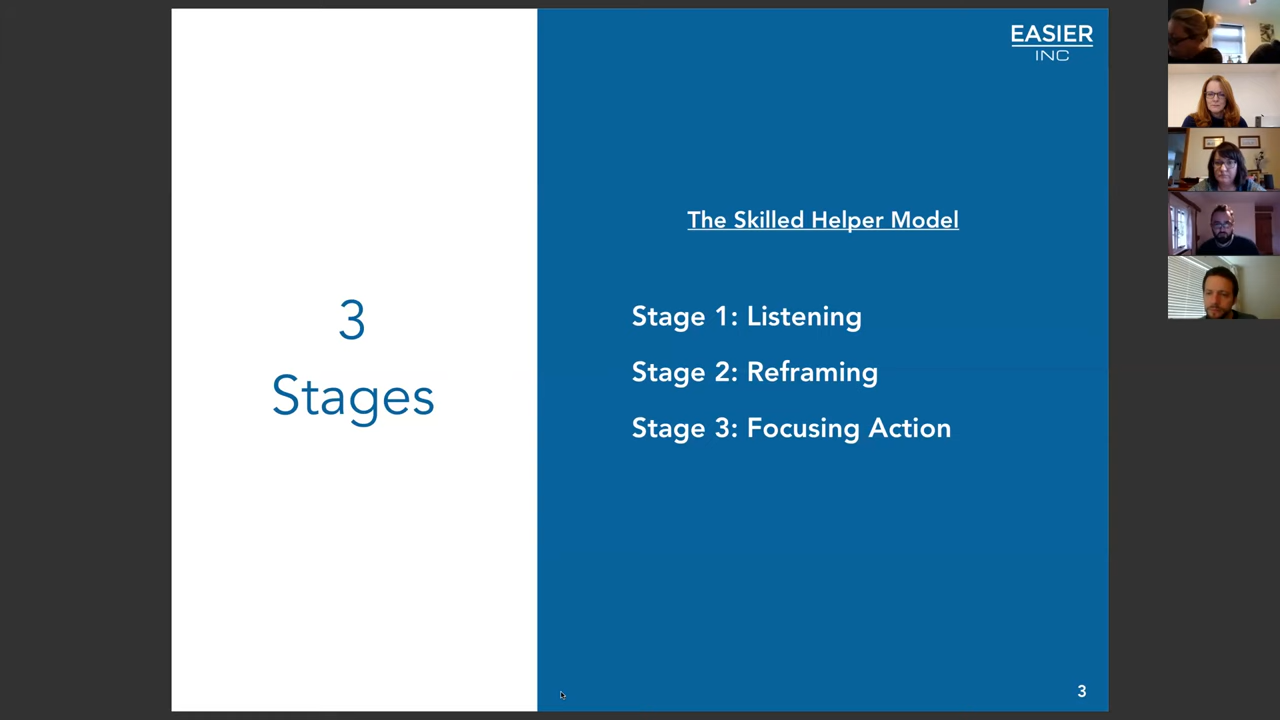 3
Stages
EASIER
INC
The Skilled Helper Model
Stage 1: Listening
Stage 2: Reframing
Stage 3: Focusing Action
3